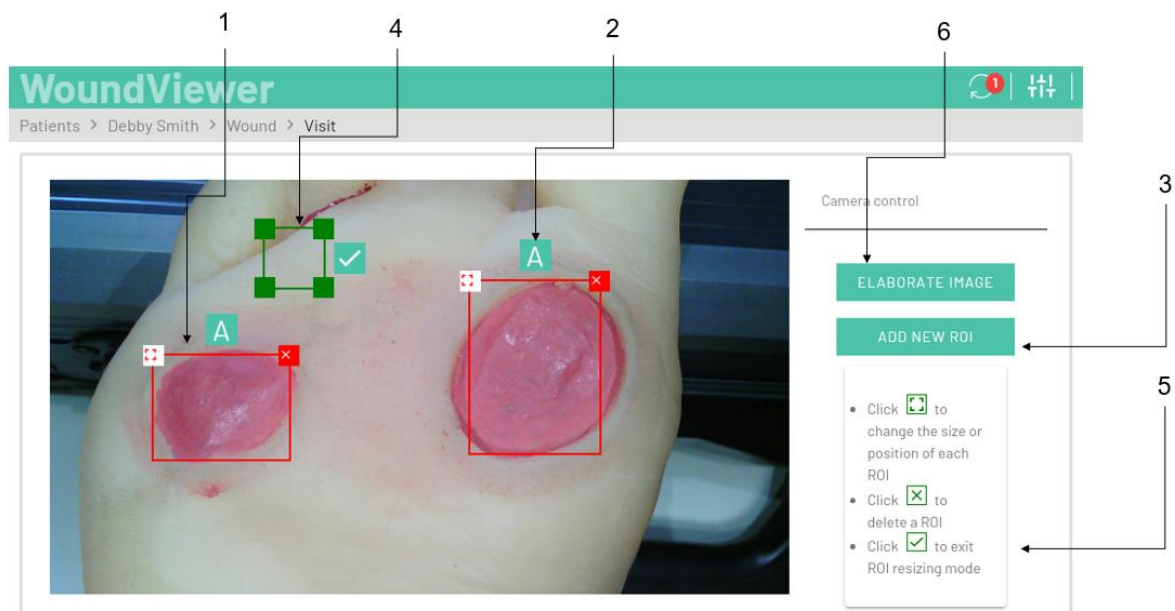 1 4 2 6
WoundViewer
1
Patients > Debby Smith > Wound > Visit
3
Camera control
A
ELABORATE IMAGE
A
ADD NEW ROI
5
• Click to
change the size or
position of each
ROI
• Click to
delete a ROI
• Click to exit
ROI resizing mode